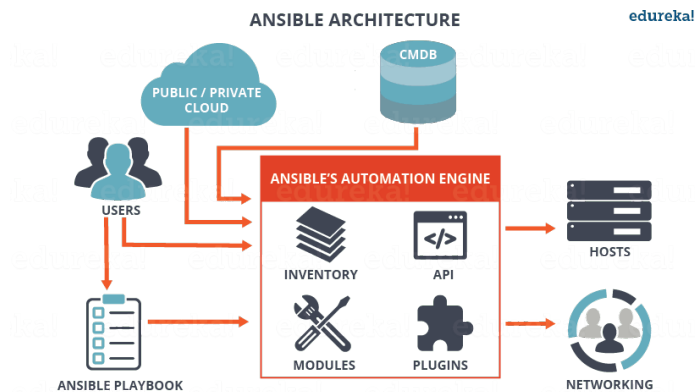 ANSIBLE ARCHITECTURE
edureka!
PUBLIC / PRIVATE
CLOUD
CMDB
ANSIBLE'S AUTOMATION ENGINE
USERS
INVENTORY
API
HOSTS
MODULES
PLUGINS
ANSIBLE PLAYBOOK
NETWORKING